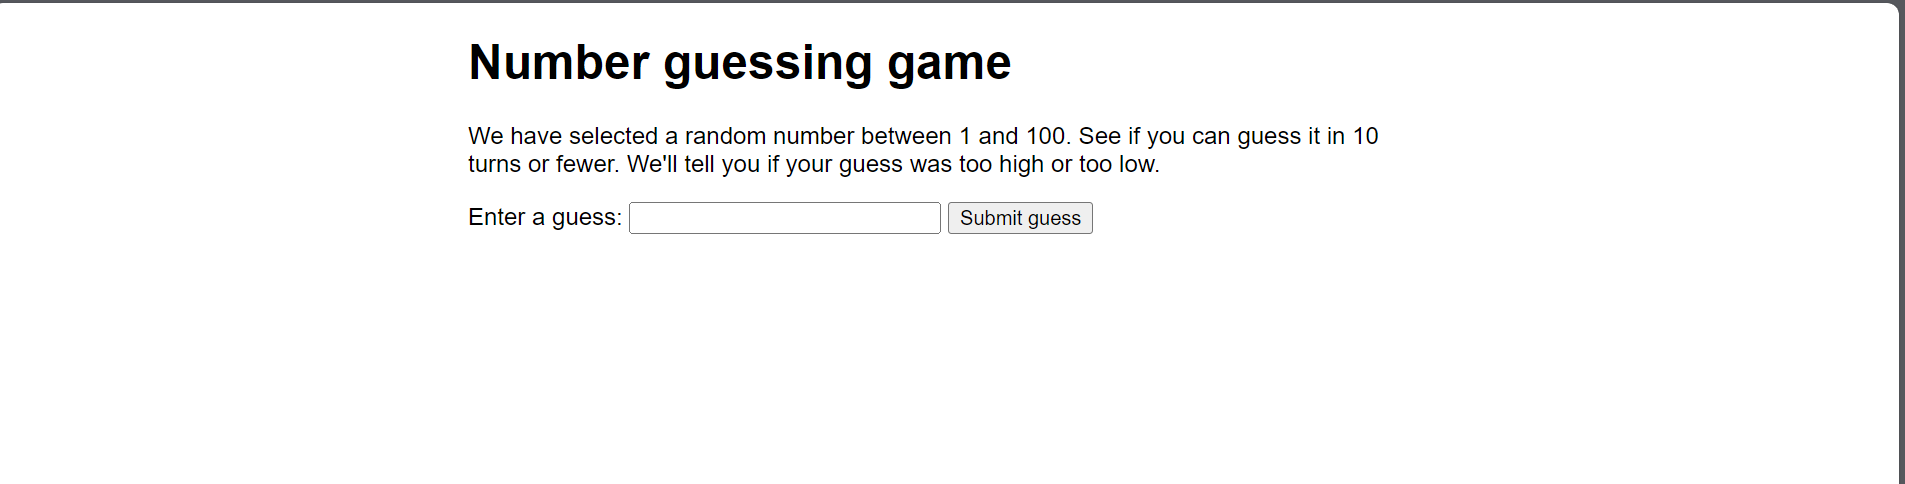 Number guessing game
We have selected a random number between 1 and 100. See if you can guess it in 10
turns or fewer. We'll tell you if your guess was too high or too low.
Enter a guess: Submit guess